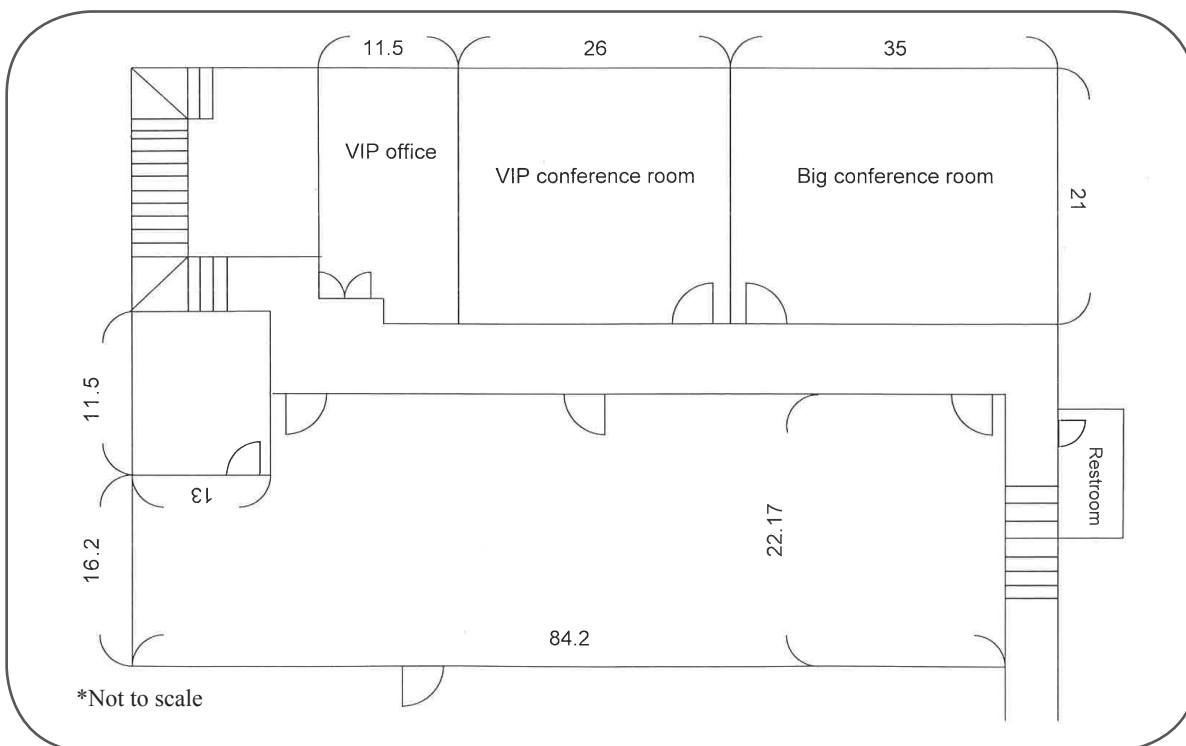 11.5
26
35
VIP office
VIP conference room
Big conference room
21
11.5
13
Restroom
16.2
22.17
84.2
*Not to scale